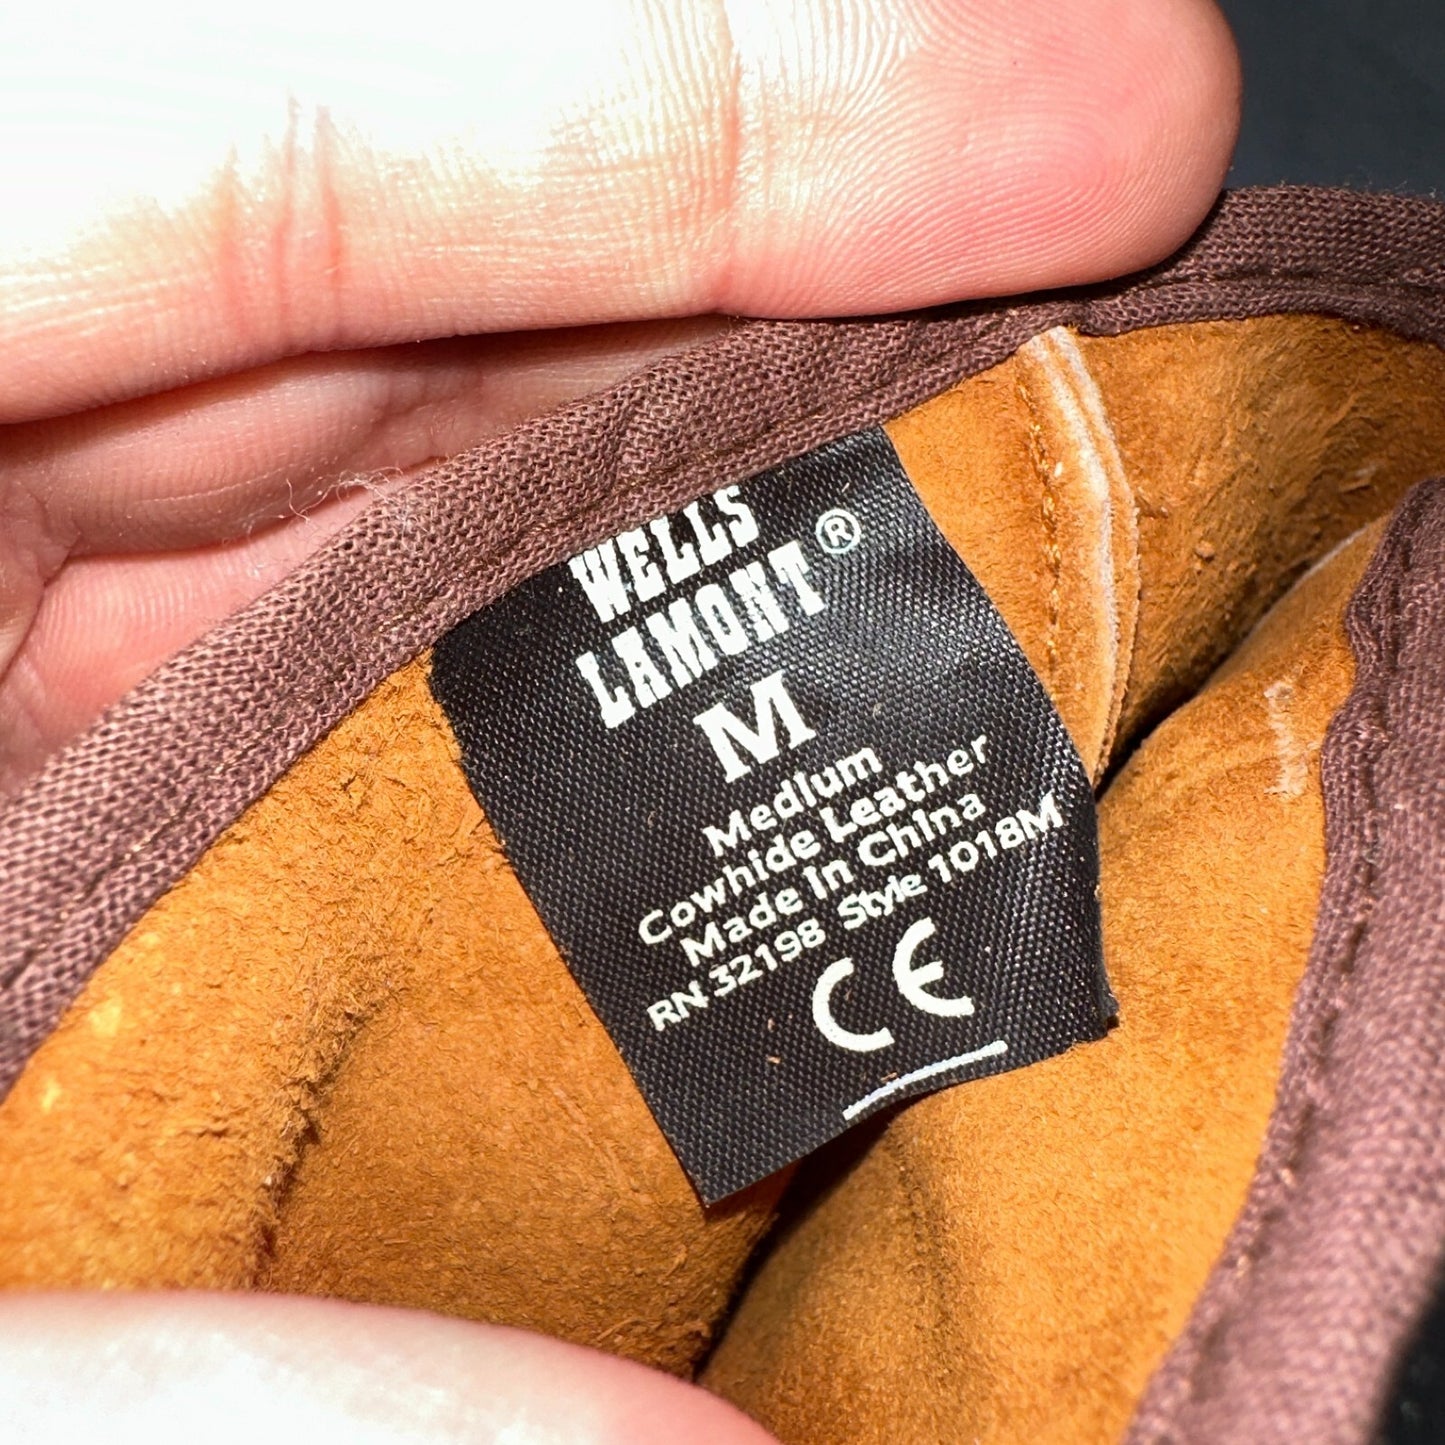 WELLS
LAMONT®
M
Medium
Cowhide Leather
Made in China
RN 32198 Style 1018M
CE